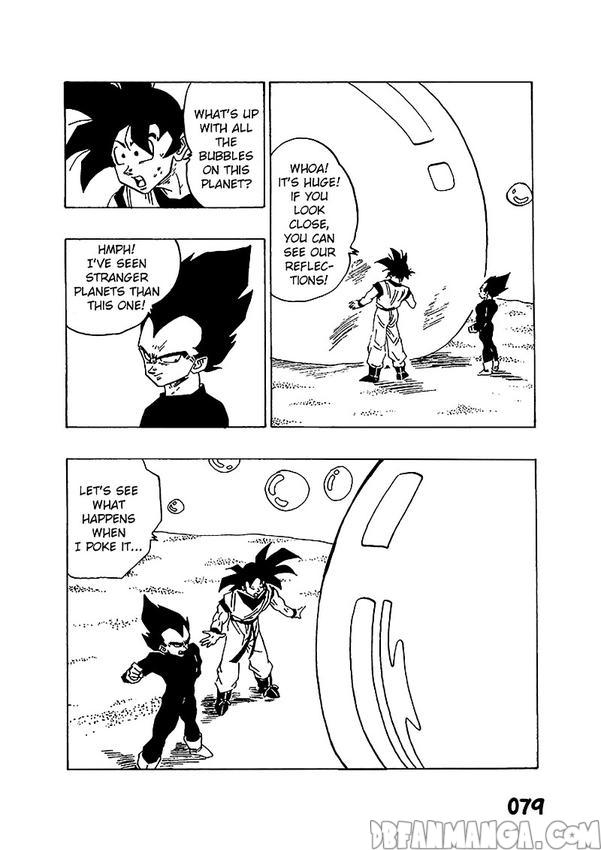 WHOA!
IT'S HUGE!
IF YOU
LOOK
CLOSE,
YOU CAN
SEE OUR
REFLEC-
TIONS!
WHAT'S UP
WITH ALL
THE
BUBBLES
ON THIS
PLANET?
HMPH!
I'VE SEEN
STRANGER
PLANETS THAN
THIS ONE!
LET'S SEE
WHAT
HAPPENS
WHEN
I POKE IT...
079
DBFANMANGA.COM